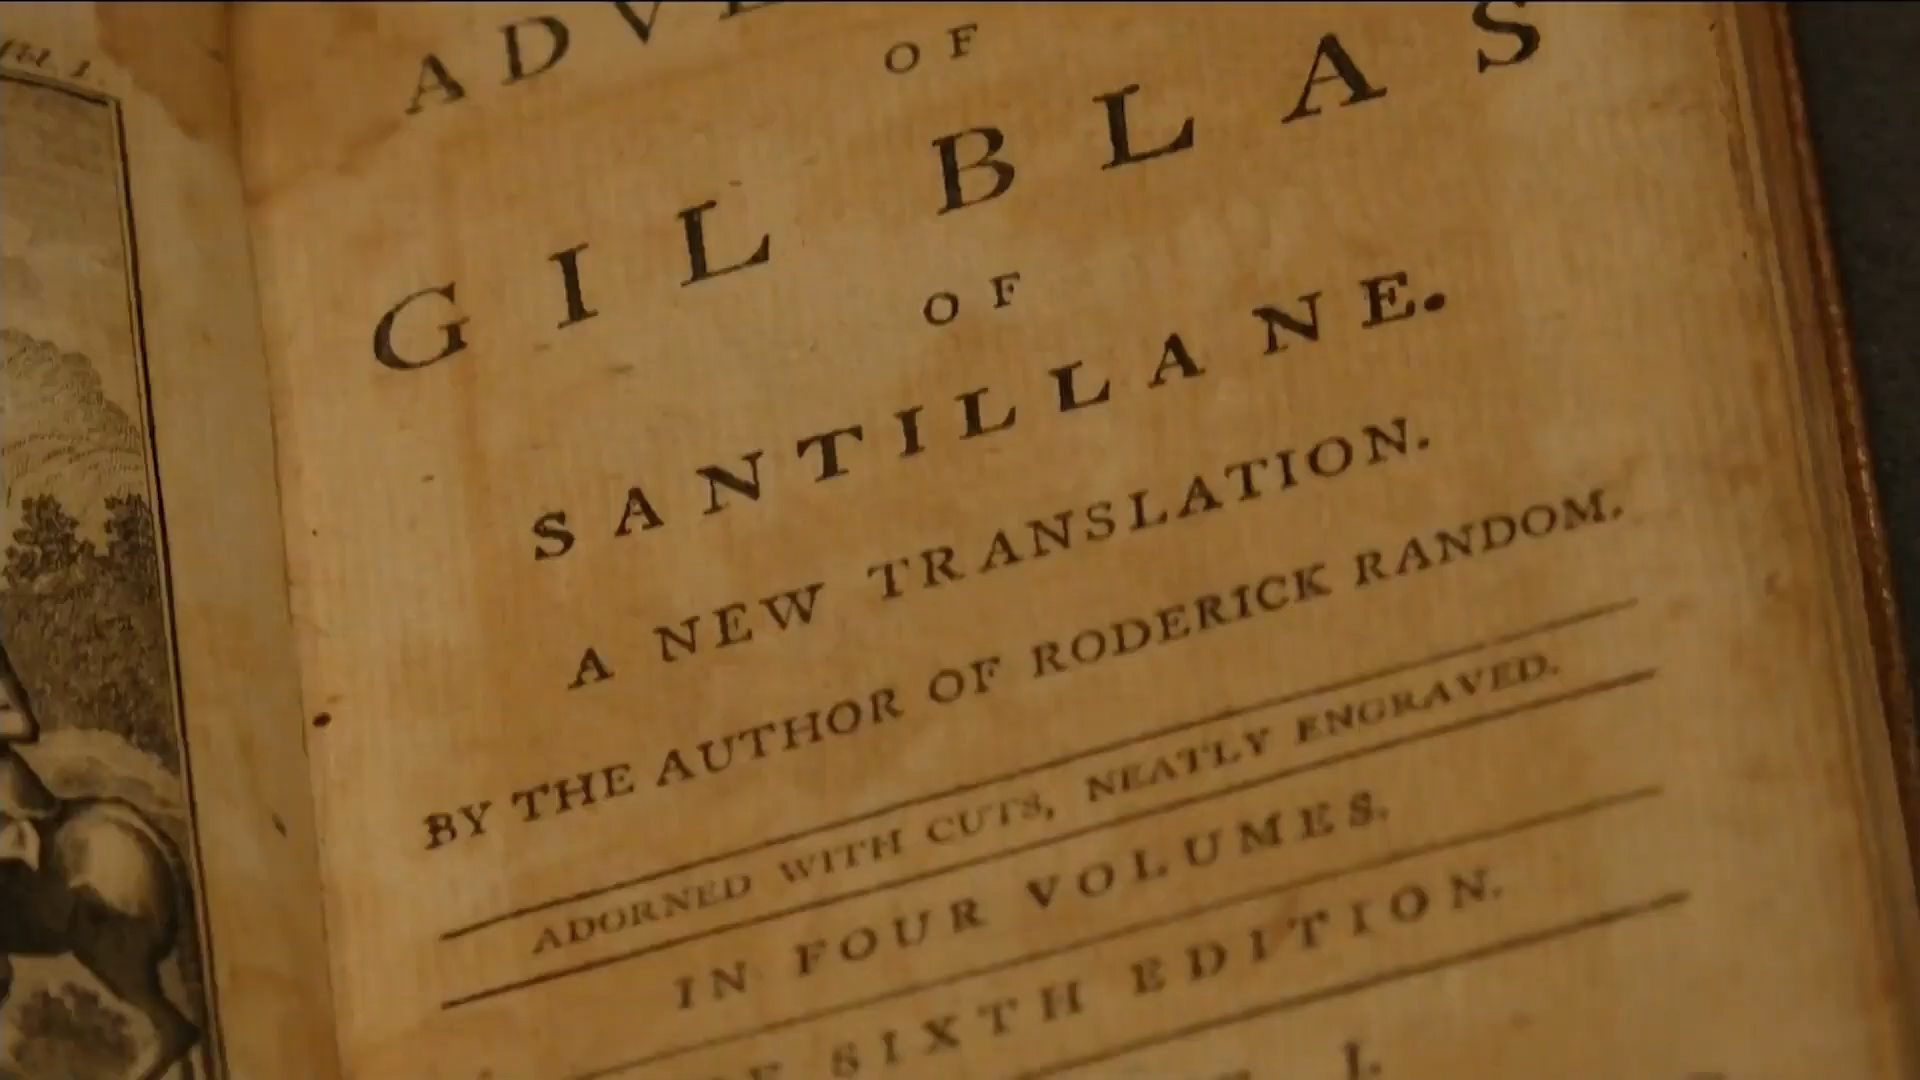 OF
GIL BLAS
OF
SANTILLANE.
A NEW TRANSLATION.
BY THE AUTHOR OF RODERICK RANDOM.
ADORNED WITH CUTS, NEATLY ENGRAVED.
IN FOUR VOLUMES.
SIXTH EDITION.
I.